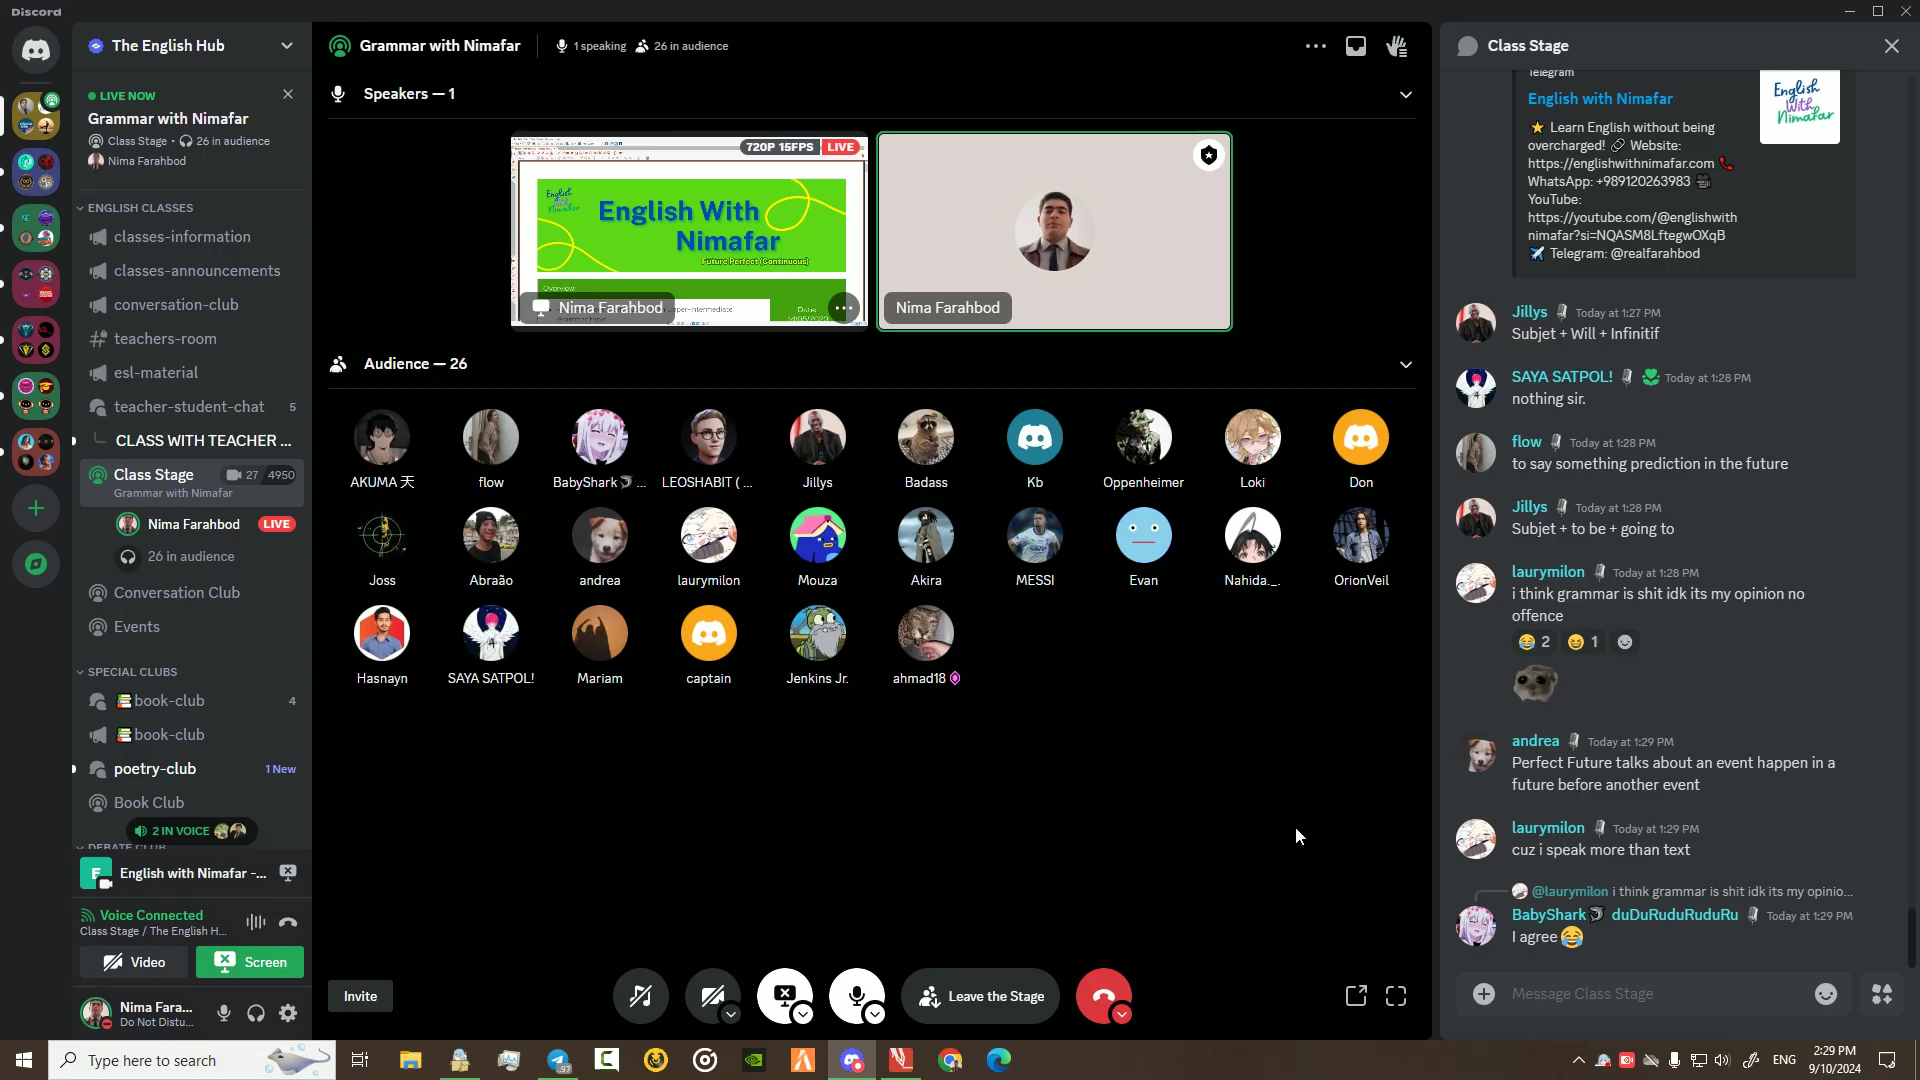 Discord
The English Hub
LIVE NOW
Grammar with Nimafar
Class Stage • 26 in audience
Nima Farahbod
ENGLISH CLASSES
classes-information
classes-announcements
conversation-club
teachers-room
esl-material
teacher-student-chat 5
CLASS WITH TEACHER ...
Class Stage 27 4950
Grammar with Nimafar
Nima Farahbod LIVE
26 in audience
Conversation Club
Events
SPECIAL CLUBS
book-club 4
book-club
poetry-club 1 New
Book Club
2 IN VOICE
DEBATE CLUB
E English with Nimafar -...
Voice Connected
Class Stage / The English H...
Video Screen
Nima Fara...
Do Not Distu...
Grammar with Nimafar 1 speaking 26 in audience
Speakers — 1
720P 15FPS LIVE
English With Nimafar
English With
Nimafar
Future Perfect (Continuous)
Overview:
pper-intermediate
Date:
Nima Farahbod
Nima Farahbod
Audience — 26
AKUMA 天 flow BabyShark ... LEOSHABIT ( ... Jillys Badass Kb Oppenheimer Loki Don
Joss Abraão andrea laurymilon Mouza Akira MESSI Evan Nahida._. OrionVeil
Hasnayn SAYA SATPOL! Mariam captain Jenkins Jr. ahmad18
Invite
Leave the Stage
Class Stage
Telegram
English with Nimafar
English With Nimafar
Learn English without being
overcharged! Website:
https://englishwithnimafar.com
WhatsApp: +989120263983
YouTube:
https://youtube.com/@englishwith
nimafar?si=NQASM8LftegwOXqB
Telegram: @realfarahbod
Jillys Today at 1:27 PM
Subjet + Will + Infinitif
SAYA SATPOL! Today at 1:28 PM
nothing sir.
flow Today at 1:28 PM
to say something prediction in the future
Jillys Today at 1:28 PM
Subjet + to be + going to
laurymilon Today at 1:28 PM
i think grammar is shit idk its my opinion no
offence
2 1
andrea Today at 1:29 PM
Perfect Future talks about an event happen in a
future before another event
laurymilon Today at 1:29 PM
cuz i speak more than text
@laurymilon i think grammar is shit idk its my opinio...
BabyShark duDuRuduRuduRu Today at 1:29 PM
I agree
Message Class Stage
Type here to search
97
ENG
2:29 PM
9/10/2024